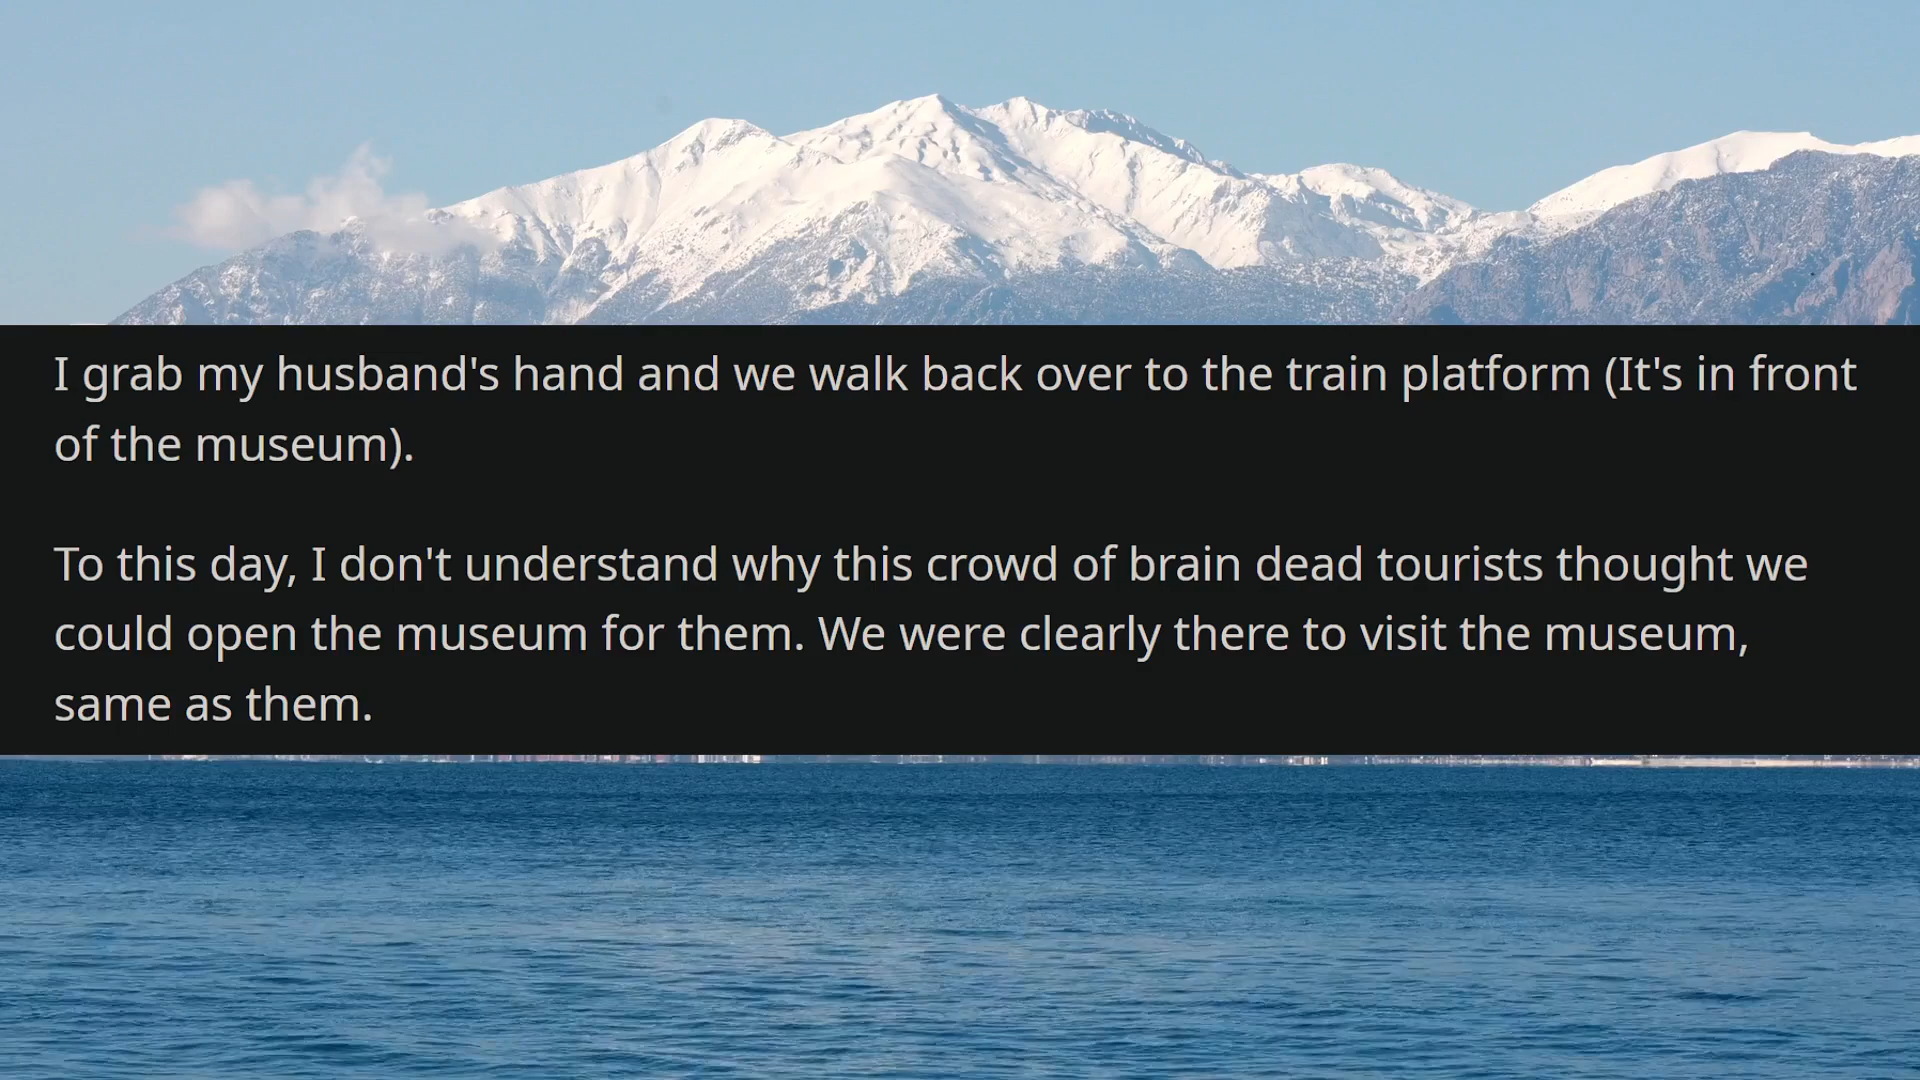 I grab my husband's hand and we walk back over to the train platform (It's in front
of the museum).
To this day, I don't understand why this crowd of brain dead tourists thought we
could open the museum for them. We were clearly there to visit the museum,
same as them.